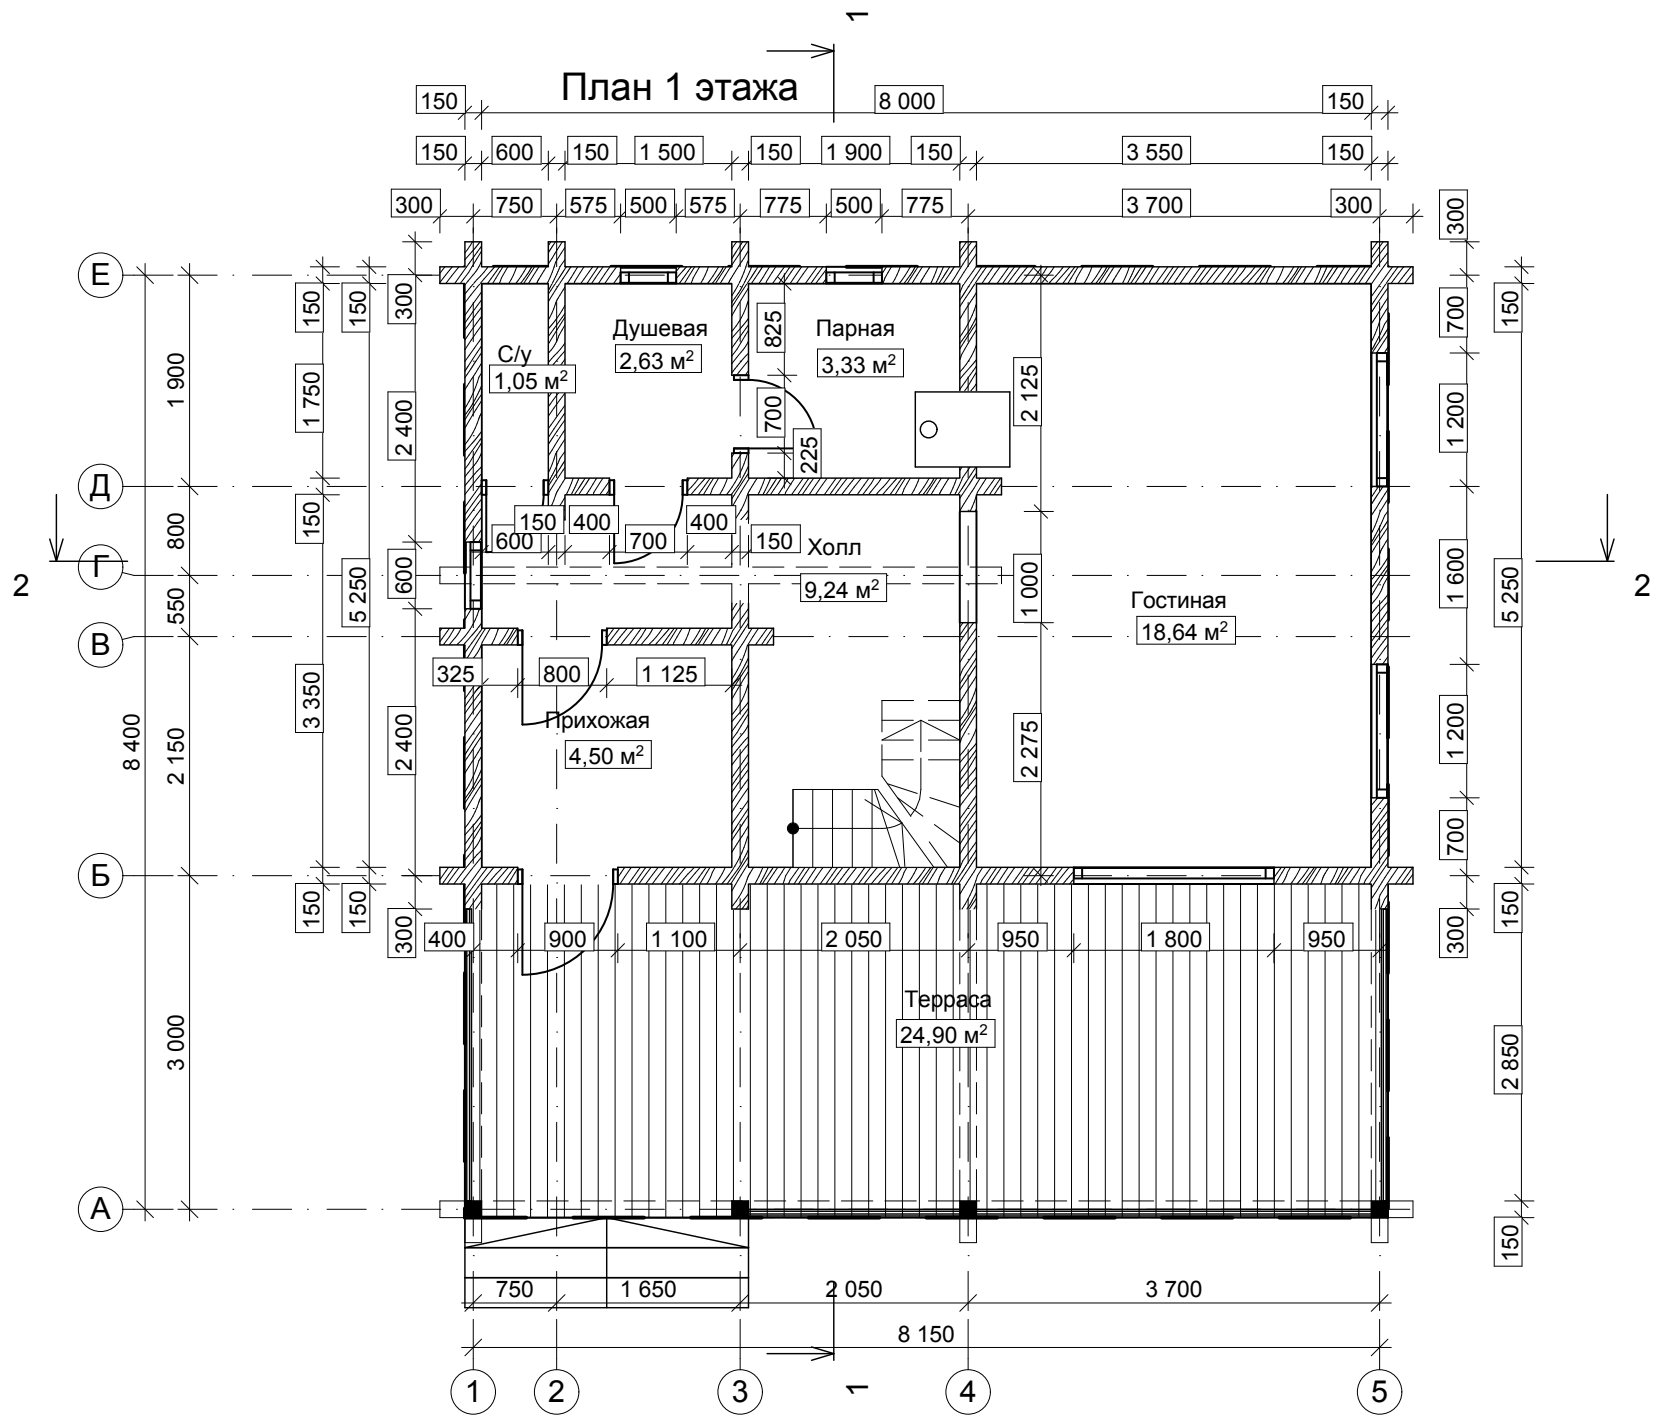 1
План 1 этажа
150 8 000 150
150 600 150 1 500 150 1 900 150 3 550 150
300 750 575 500 575 775 500 775 3 700 300
300
Е
150 150 300 825 700 150
Душевая Парная
2,63 м² 3,33 м²
С/у
1,05 м²
1 900 1 750 2 400 700 2 125 1 200
225
Д
150 400 400
600 700 150
Холл
9,24 м²
800 150 600 1 000 1 600
2 Г 2
5 250 5 250
Гостиная
18,64 м²
550
В
325 800 1 125
Прихожая
4,50 м²
8 400 2 150 3 350 2 400 2 275 1 200
700
Б
150 150 300 150 300
400 900 1 100 2 050 950 1 800 950
Терраса
24,90 м²
3 000 2 850
А
150
750 1 650 2 050 3 700
8 150
1 2 3 1 4 5